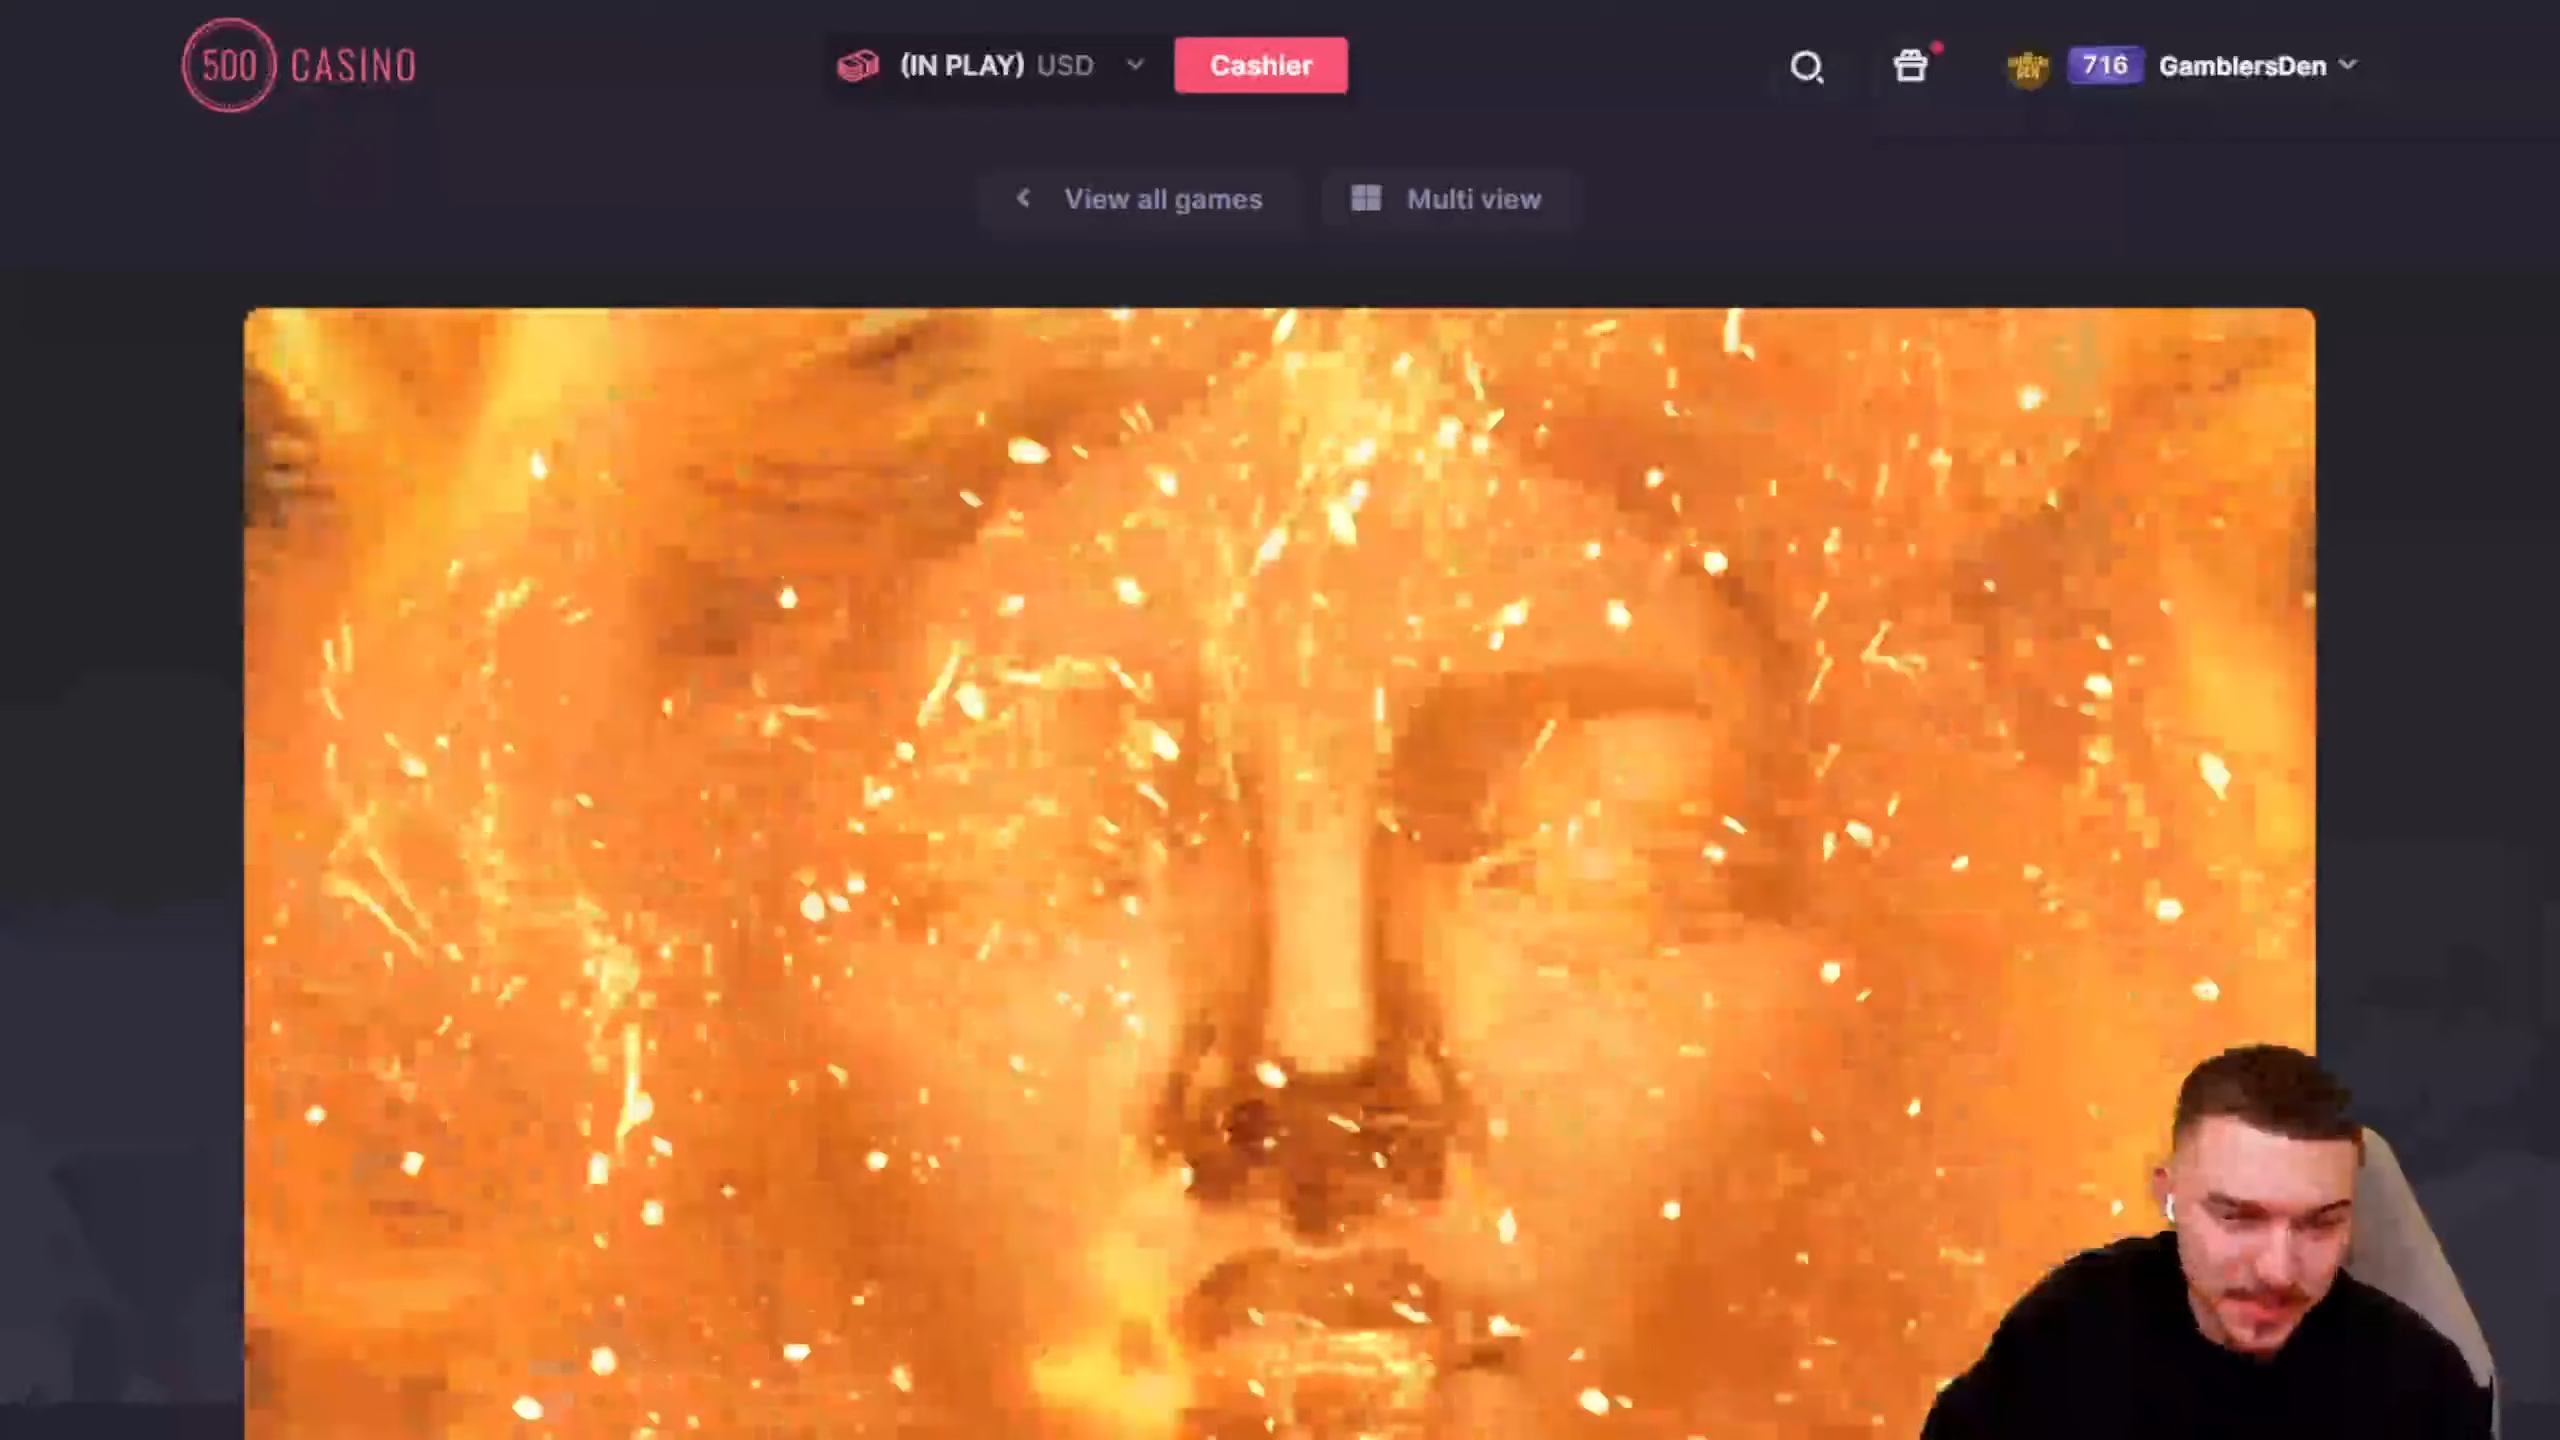 500 CASINO
(IN PLAY) USD
Cashier
716
GamblersDen
View all games
Multi view